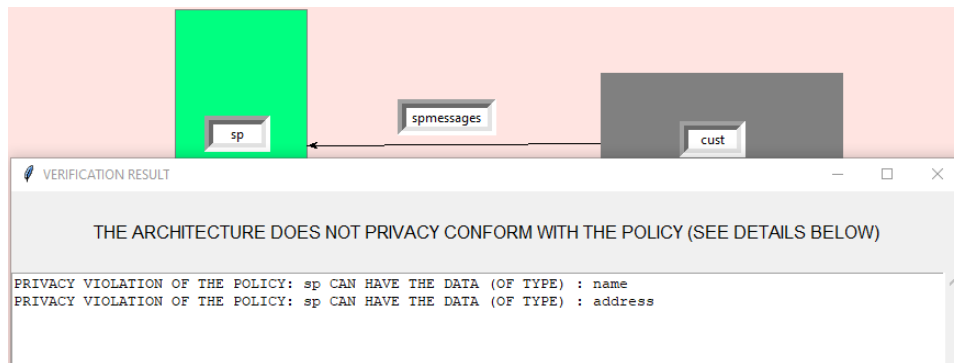 spmessages
sp
cust
VERIFICATION RESULT
THE ARCHITECTURE DOES NOT PRIVACY CONFORM WITH THE POLICY (SEE DETAILS BELOW)
PRIVACY VIOLATION OF THE POLICY: sp CAN HAVE THE DATA (OF TYPE) : name
PRIVACY VIOLATION OF THE POLICY: sp CAN HAVE THE DATA (OF TYPE) : address